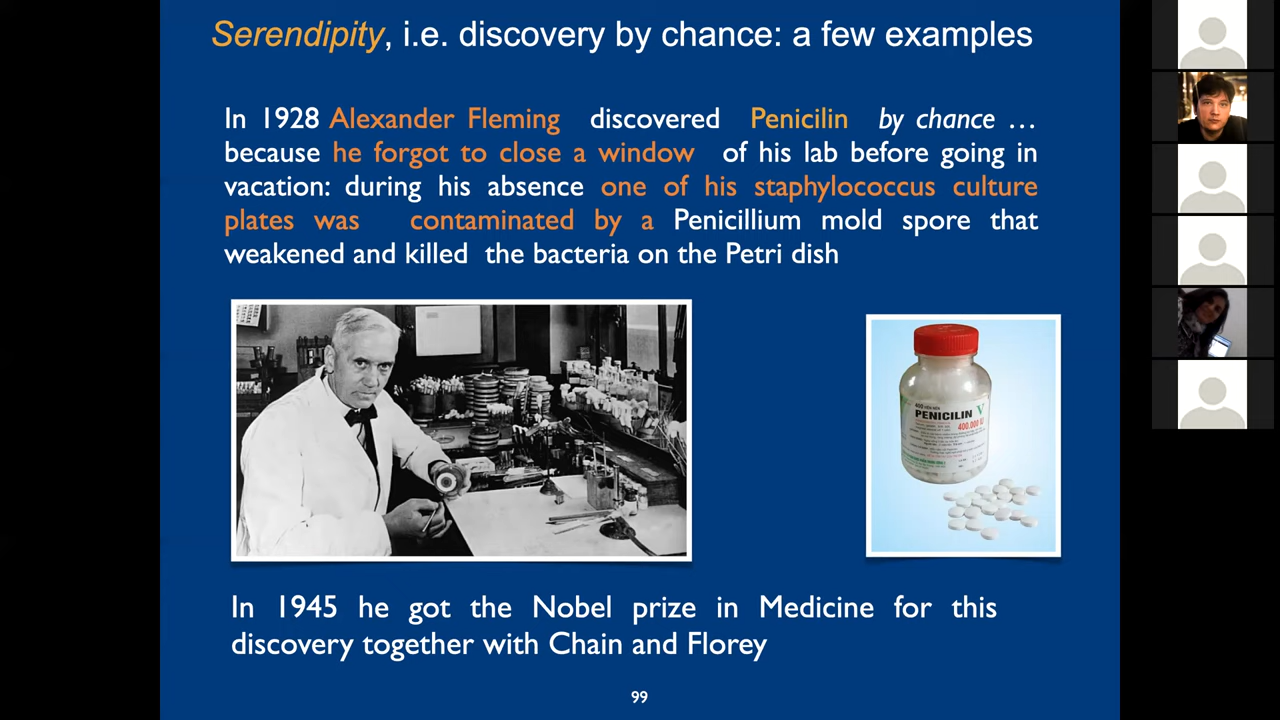 Serendipity, i.e. discovery by chance: a few examples
In 1928 Alexander Fleming discovered Penicilin by chance …
because he forgot to close a window of his lab before going in
vacation: during his absence one of his staphylococcus culture
plates was contaminated by a Penicillium mold spore that
weakened and killed the bacteria on the Petri dish
PENICILIN V
400.000
In 1945 he got the Nobel prize in Medicine for this
discovery together with Chain and Florey
99